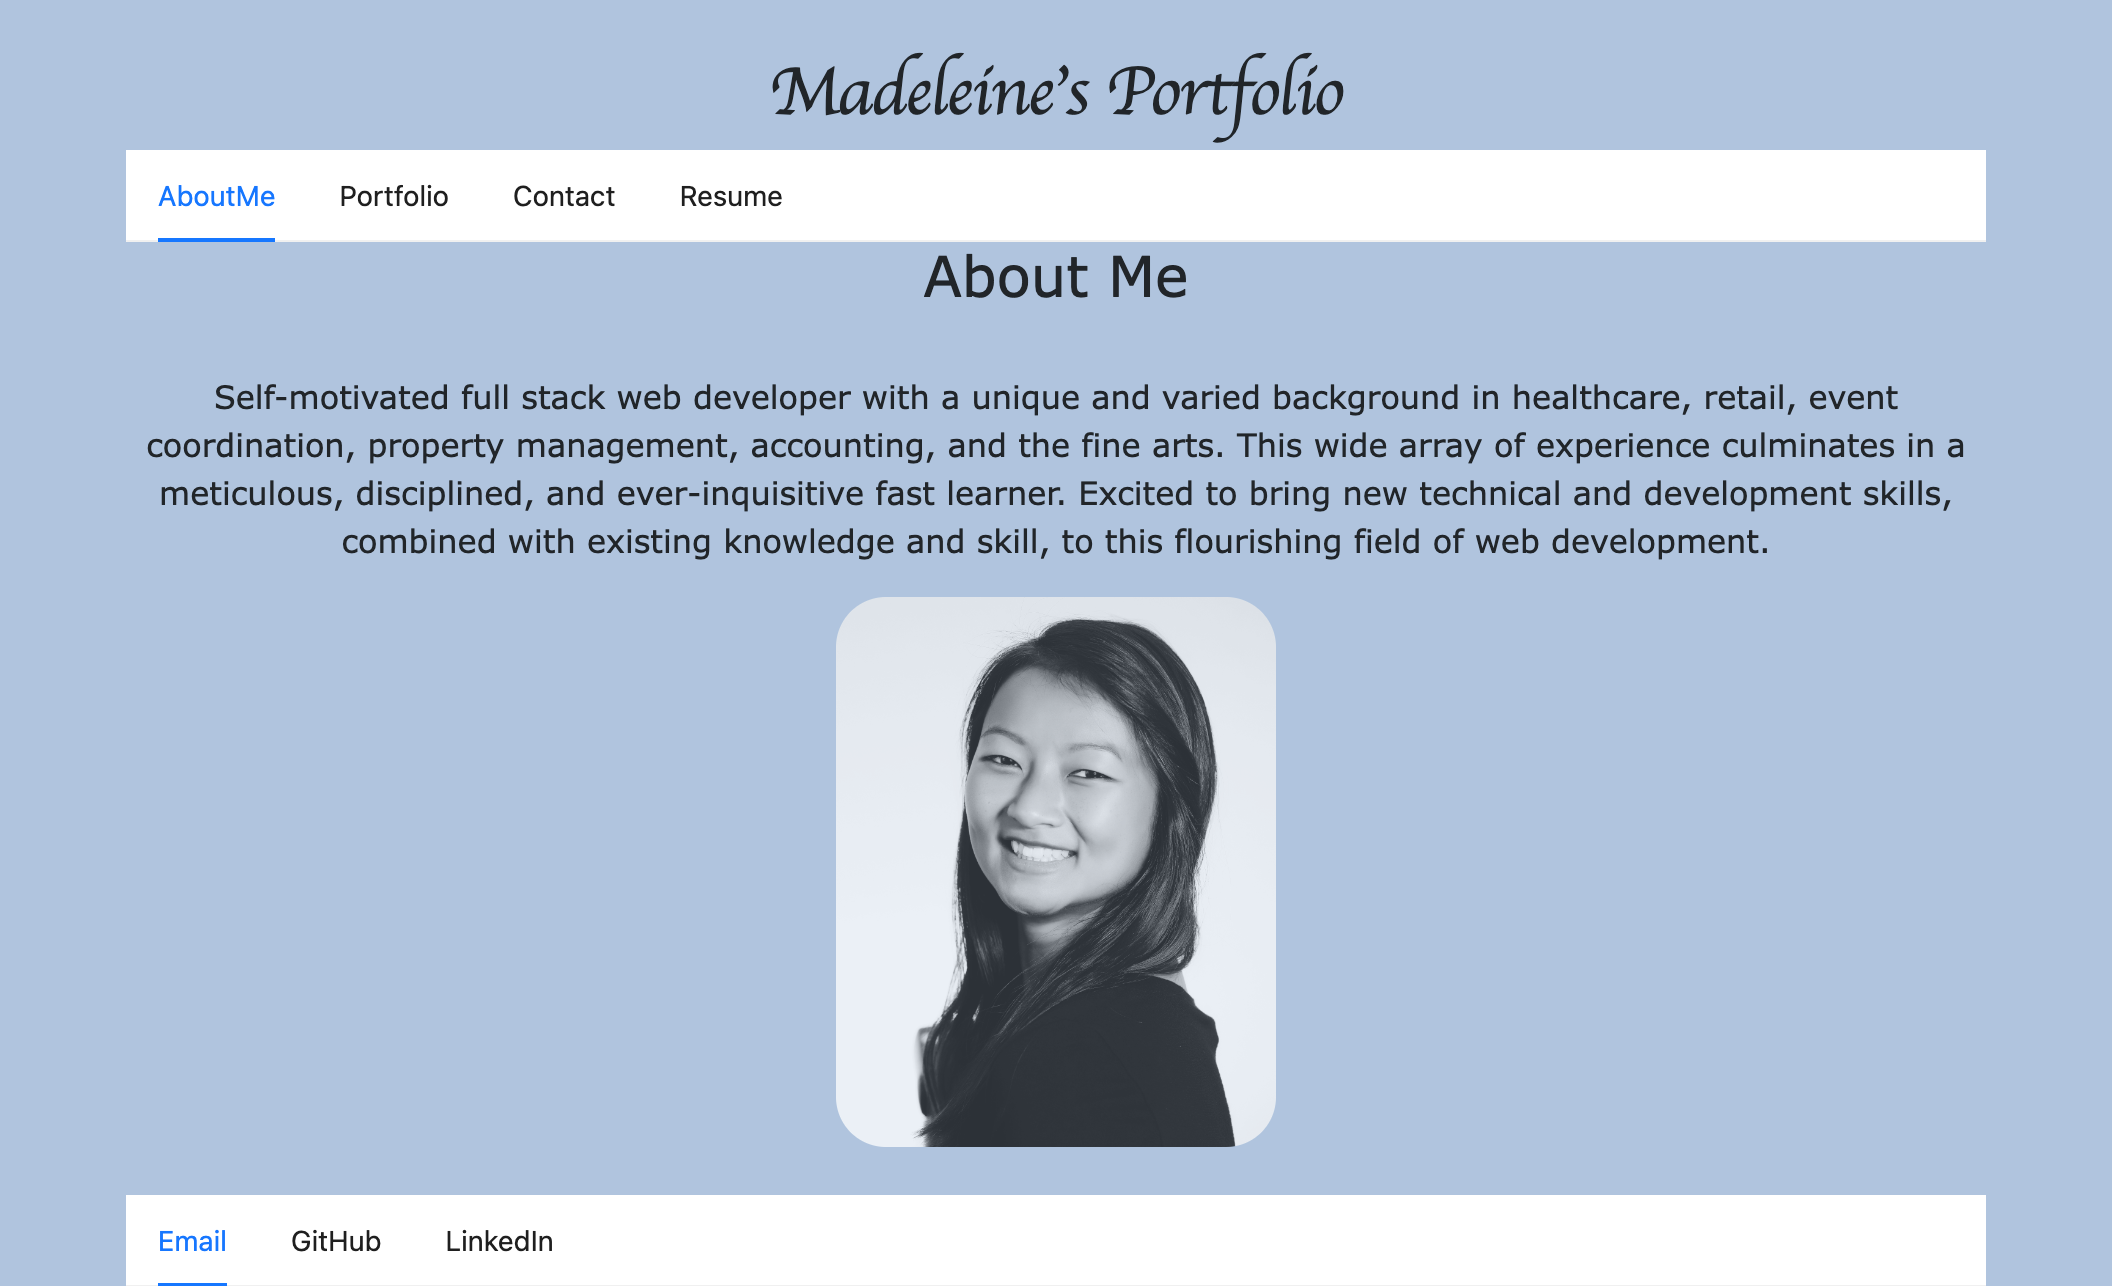 Madeleine's Portfolio
AboutMe Portfolio Contact Resume
About Me
Self-motivated full stack web developer with a unique and varied background in healthcare, retail, event
coordination, property management, accounting, and the fine arts. This wide array of experience culminates in a
meticulous, disciplined, and ever-inquisitive fast learner. Excited to bring new technical and development skills,
combined with existing knowledge and skill, to this flourishing field of web development.
Email GitHub LinkedIn